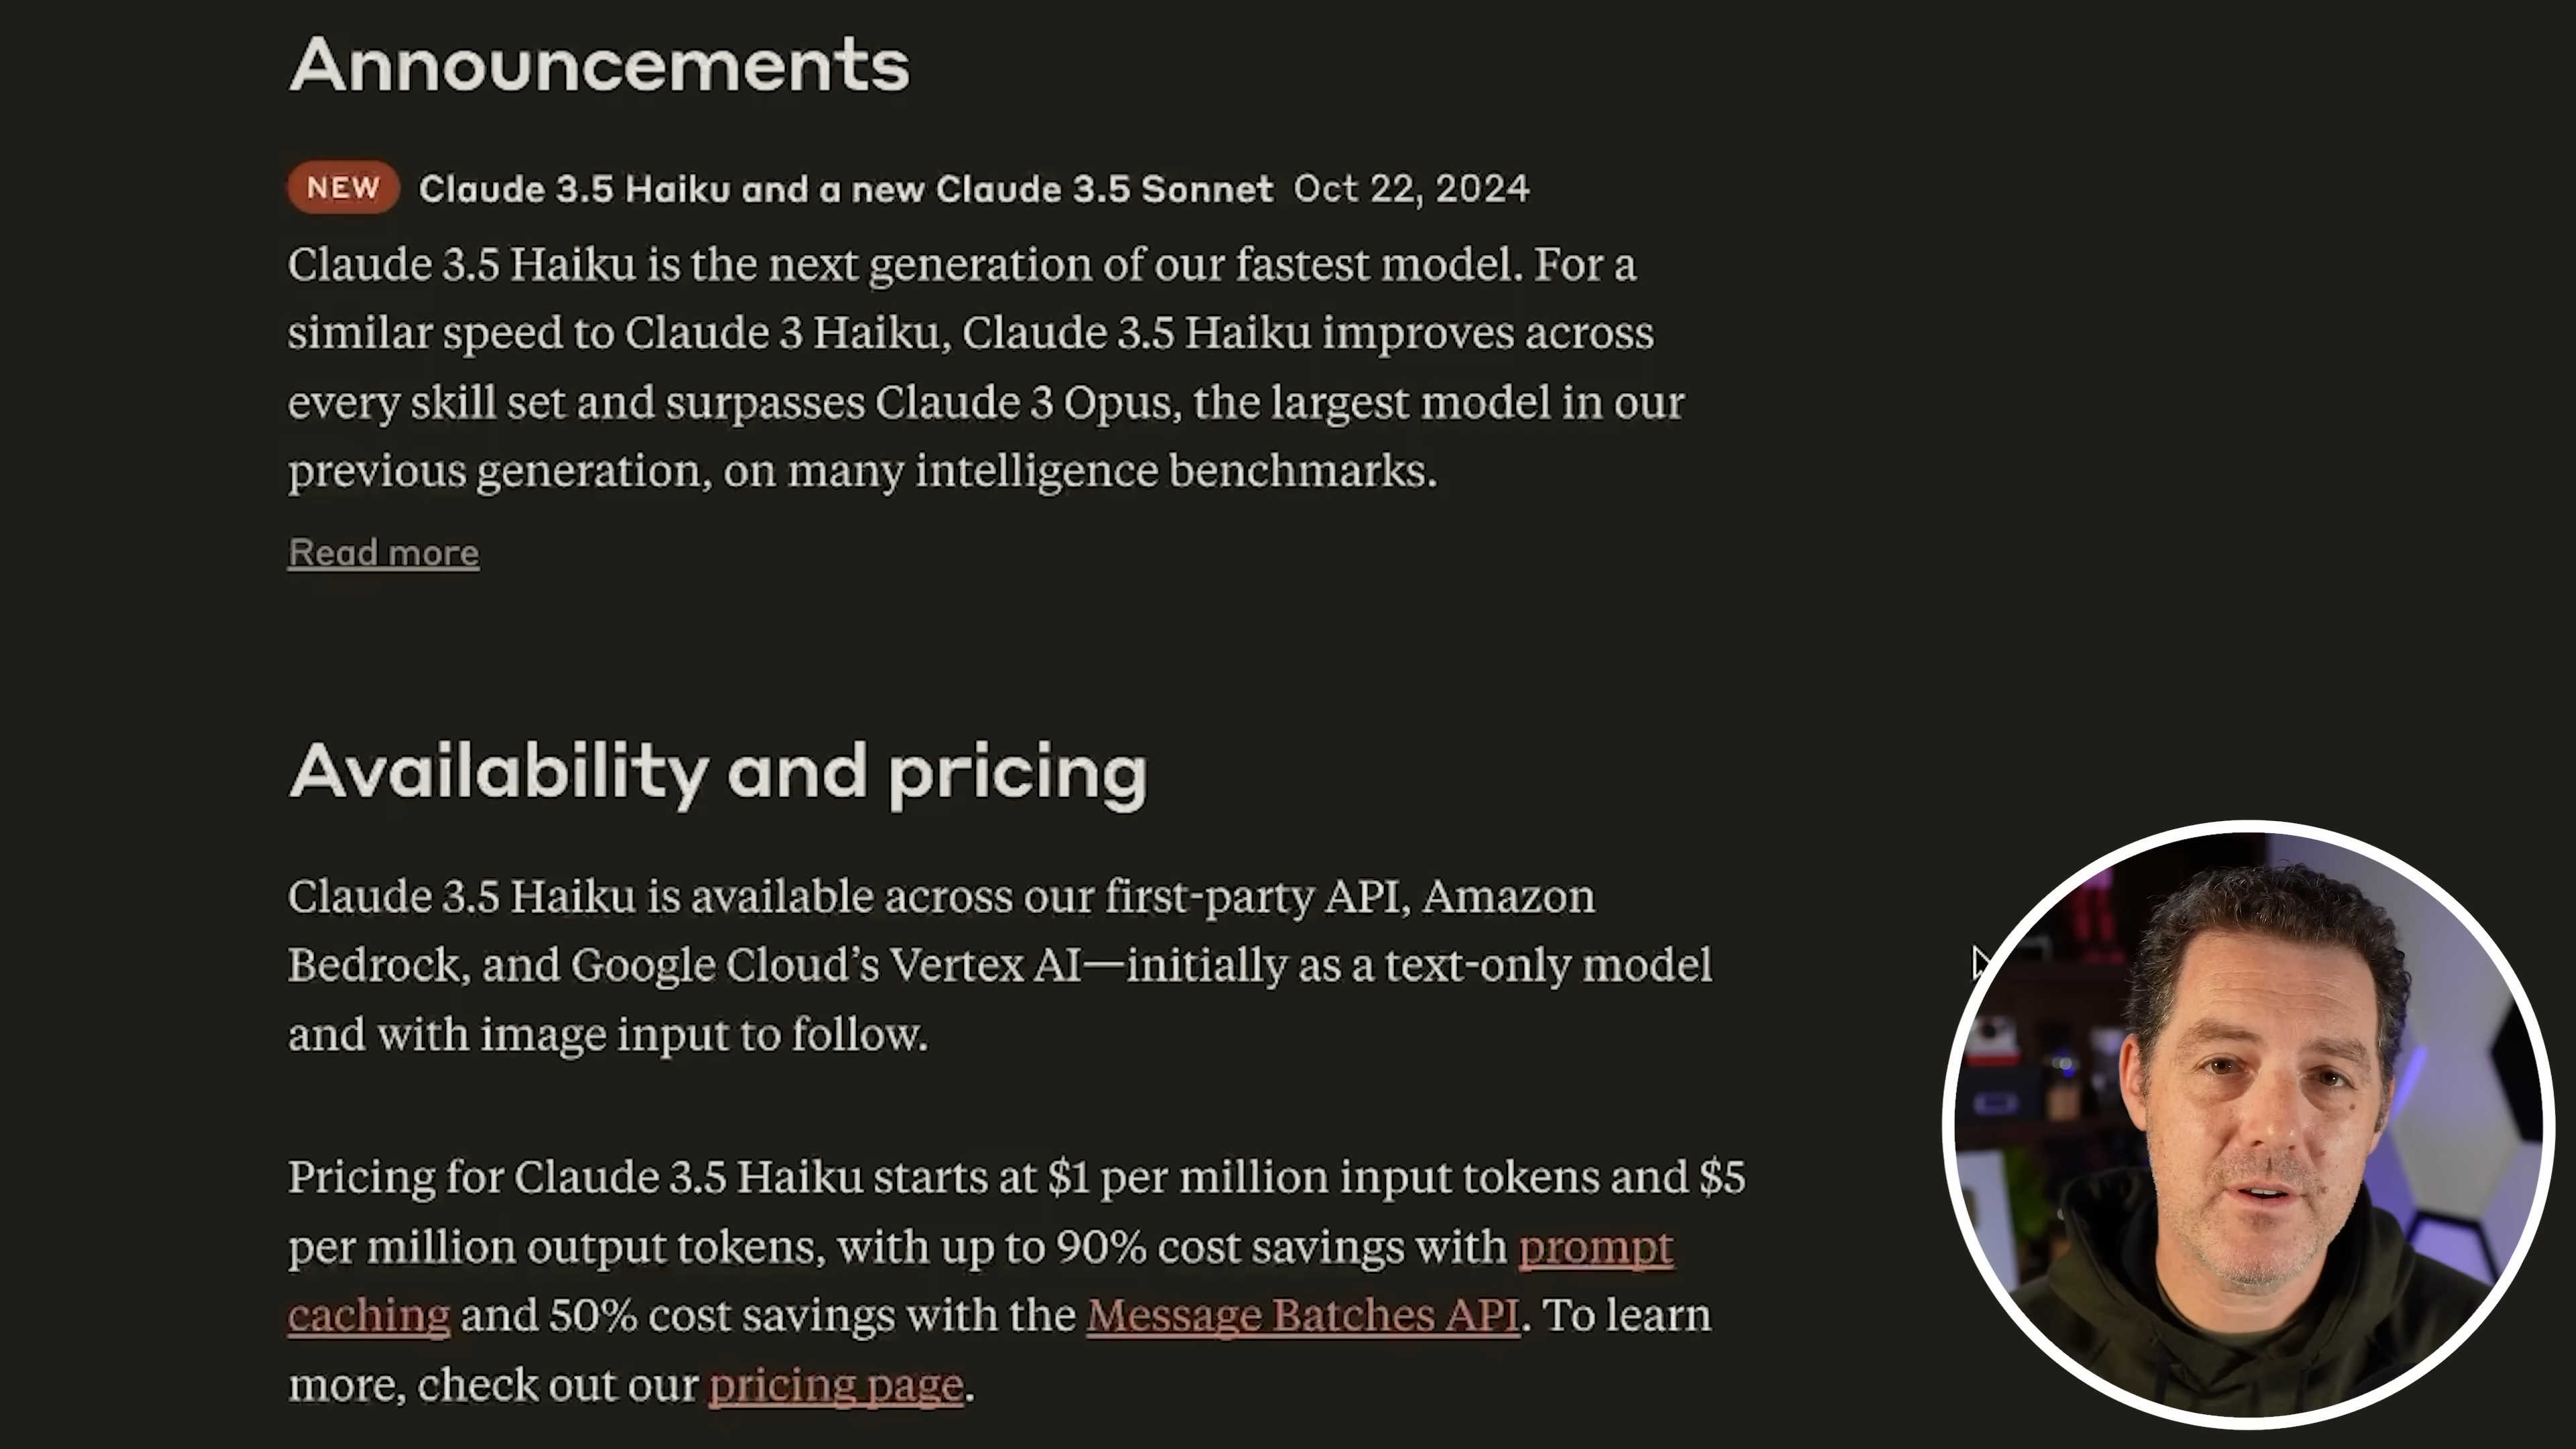 Announcements
NEW Claude 3.5 Haiku and a new Claude 3.5 Sonnet Oct 22, 2024
Claude 3.5 Haiku is the next generation of our fastest model. For a
similar speed to Claude 3 Haiku, Claude 3.5 Haiku improves across
every skill set and surpasses Claude 3 Opus, the largest model in our
previous generation, on many intelligence benchmarks.
Read more
Availability and pricing
Claude 3.5 Haiku is available across our first-party API, Amazon
Bedrock, and Google Cloud’s Vertex AI—initially as a text-only model
and with image input to follow.
Pricing for Claude 3.5 Haiku starts at $1 per million input tokens and $5
per million output tokens, with up to 90% cost savings with prompt
caching and 50% cost savings with the Message Batches API. To learn
more, check out our pricing page.